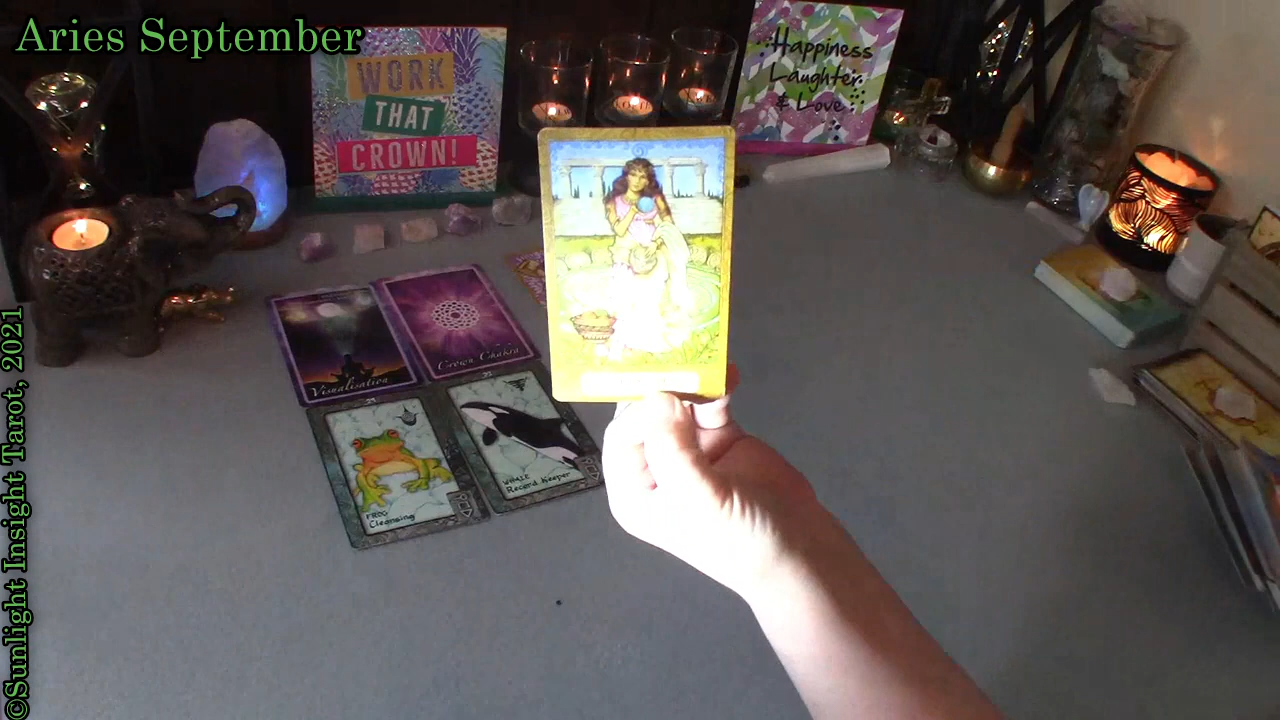 Aries September
WORK
THAT
CROWN!
Happiness
Laughter
& Love
Visualisation
Crown Chakra
FROG
Cleansing
WHALE
Record Keeper
©Sunlight Insight Tarot, 2021